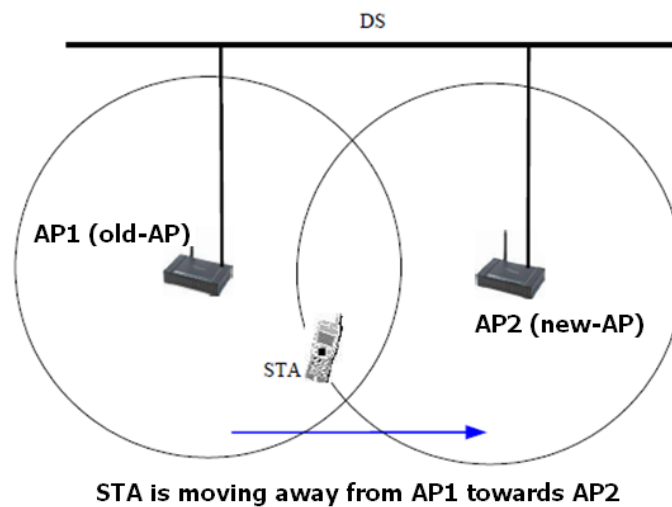 DS
AP1 (old-AP)
AP2 (new-AP)
STA
STA is moving away from AP1 towards AP2